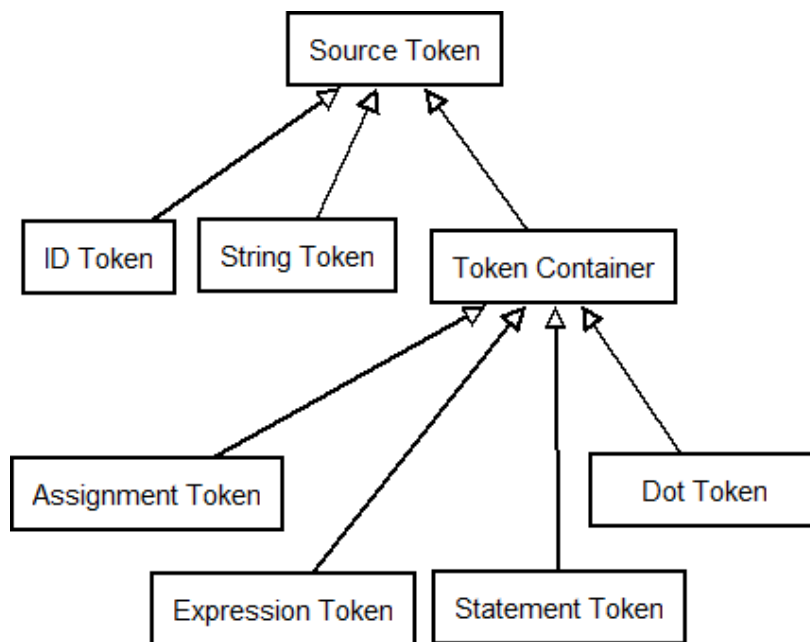 Source Token
ID Token
String Token
Token Container
Assignment Token
Dot Token
Expression Token
Statement Token